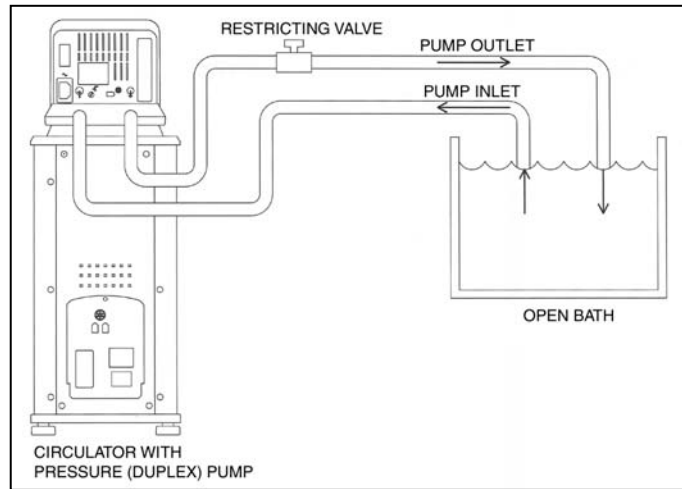 RESTRICTING VALVE
PUMP OUTLET
PUMP INLET
OPEN BATH
CIRCULATOR WITH
PRESSURE (DUPLEX) PUMP